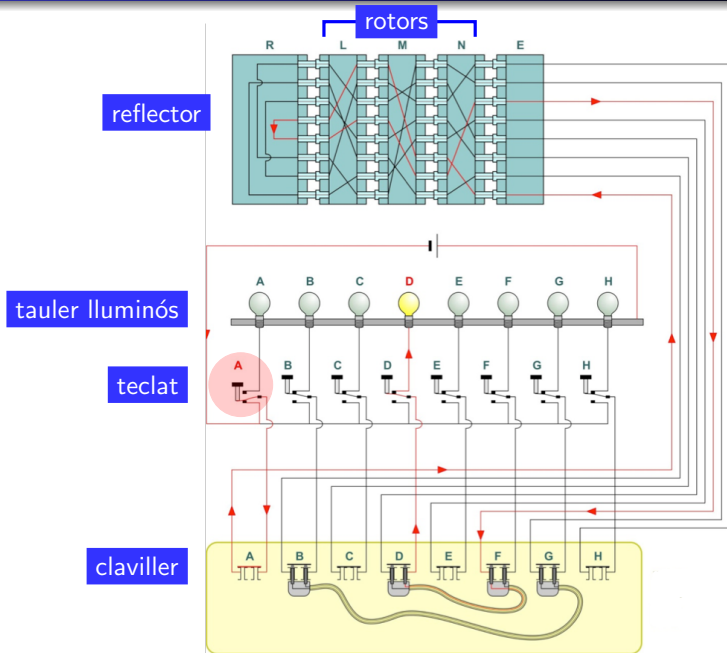 rotors
R L M N E
reflector
A B C D E F G H
tauler lluminós
A B C D E F G H
teclat
A B C D E F G H
claviller